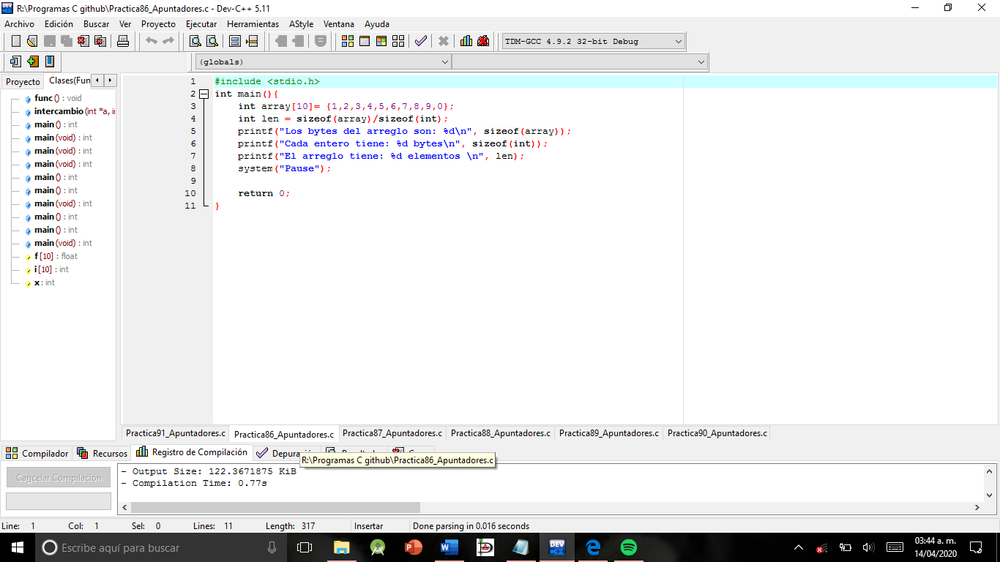 R:\Programas C github\Practica86_Apuntadores.c - Dev-C++ 5.11
Archivo Edición Buscar Ver Proyecto Ejecutar Herramientas AStyle Ventana Ayuda
TDM-GCC 4.9.2 32-bit Debug
(globals)
Proyecto Clases(Fun
func () : void
intercambio (int *a, in
main () : int
main (void) : int
main (void) : int
main (void) : int
main () : int
main () : int
main (void) : int
main () : int
main () : int
main (void) : int
f [10] : float
i [10] : int
x : int
1 #include <stdio.h>
2 int main(){
3 int array[10]= {1,2,3,4,5,6,7,8,9,0};
4 int len = sizeof(array)/sizeof(int);
5 printf("Los bytes del arreglo son: %d\n", sizeof(array));
6 printf("Cada entero tiene: %d bytes\n", sizeof(int));
7 printf("El arreglo tiene: %d elementos \n", len);
8 system("Pause");
9
10 return 0;
11 }
Practica91_Apuntadores.c Practica86_Apuntadores.c Practica87_Apuntadores.c Practica88_Apuntadores.c Practica89_Apuntadores.c Practica90_Apuntadores.c
Compilador Recursos Registro de Compilación
R:\Programas C github\Practica86_Apuntadores.c
Cancelar Compilación
- Output Size: 122.3671875 KiB
- Compilation Time: 0.77s
Line: 1 Col: 1 Sel: 0 Lines: 11 Length: 317 Insertar Done parsing in 0.016 seconds
Escribe aquí para buscar
DEV
03:44 a. m.
14/04/2020